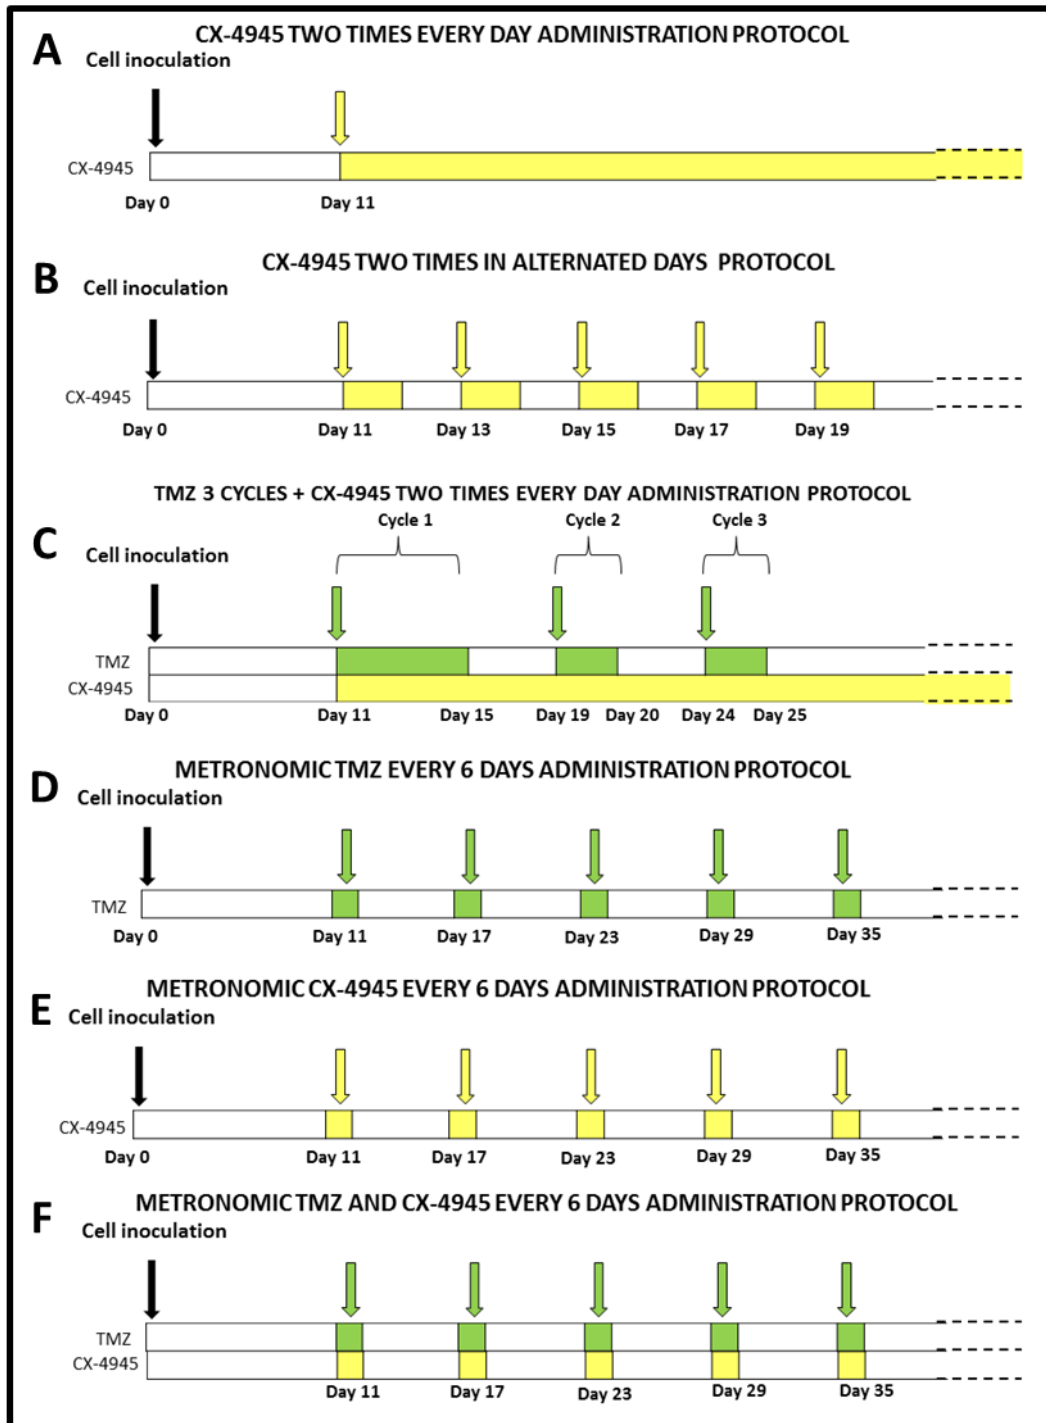 A
CX-4945 TWO TIMES EVERY DAY ADMINISTRATION PROTOCOL
Cell inoculation
CX-4945
Day 0 Day 11
B
CX-4945 TWO TIMES IN ALTERNATED DAYS PROTOCOL
Cell inoculation
CX-4945
Day 0 Day 11 Day 13 Day 15 Day 17 Day 19
TMZ 3 CYCLES + CX-4945 TWO TIMES EVERY DAY ADMINISTRATION PROTOCOL
Cycle 1 Cycle 2 Cycle 3
C
Cell inoculation
TMZ
CX-4945
Day 0 Day 11 Day 15 Day 19 Day 20 Day 24 Day 25
D
METRONOMIC TMZ EVERY 6 DAYS ADMINISTRATION PROTOCOL
Cell inoculation
TMZ
Day 0 Day 11 Day 17 Day 23 Day 29 Day 35
E
METRONOMIC CX-4945 EVERY 6 DAYS ADMINISTRATION PROTOCOL
Cell inoculation
CX-4945
Day 0 Day 11 Day 17 Day 23 Day 29 Day 35
F
METRONOMIC TMZ AND CX-4945 EVERY 6 DAYS ADMINISTRATION PROTOCOL
Cell inoculation
TMZ
CX-4945
Day 11 Day 17 Day 23 Day 29 Day 35